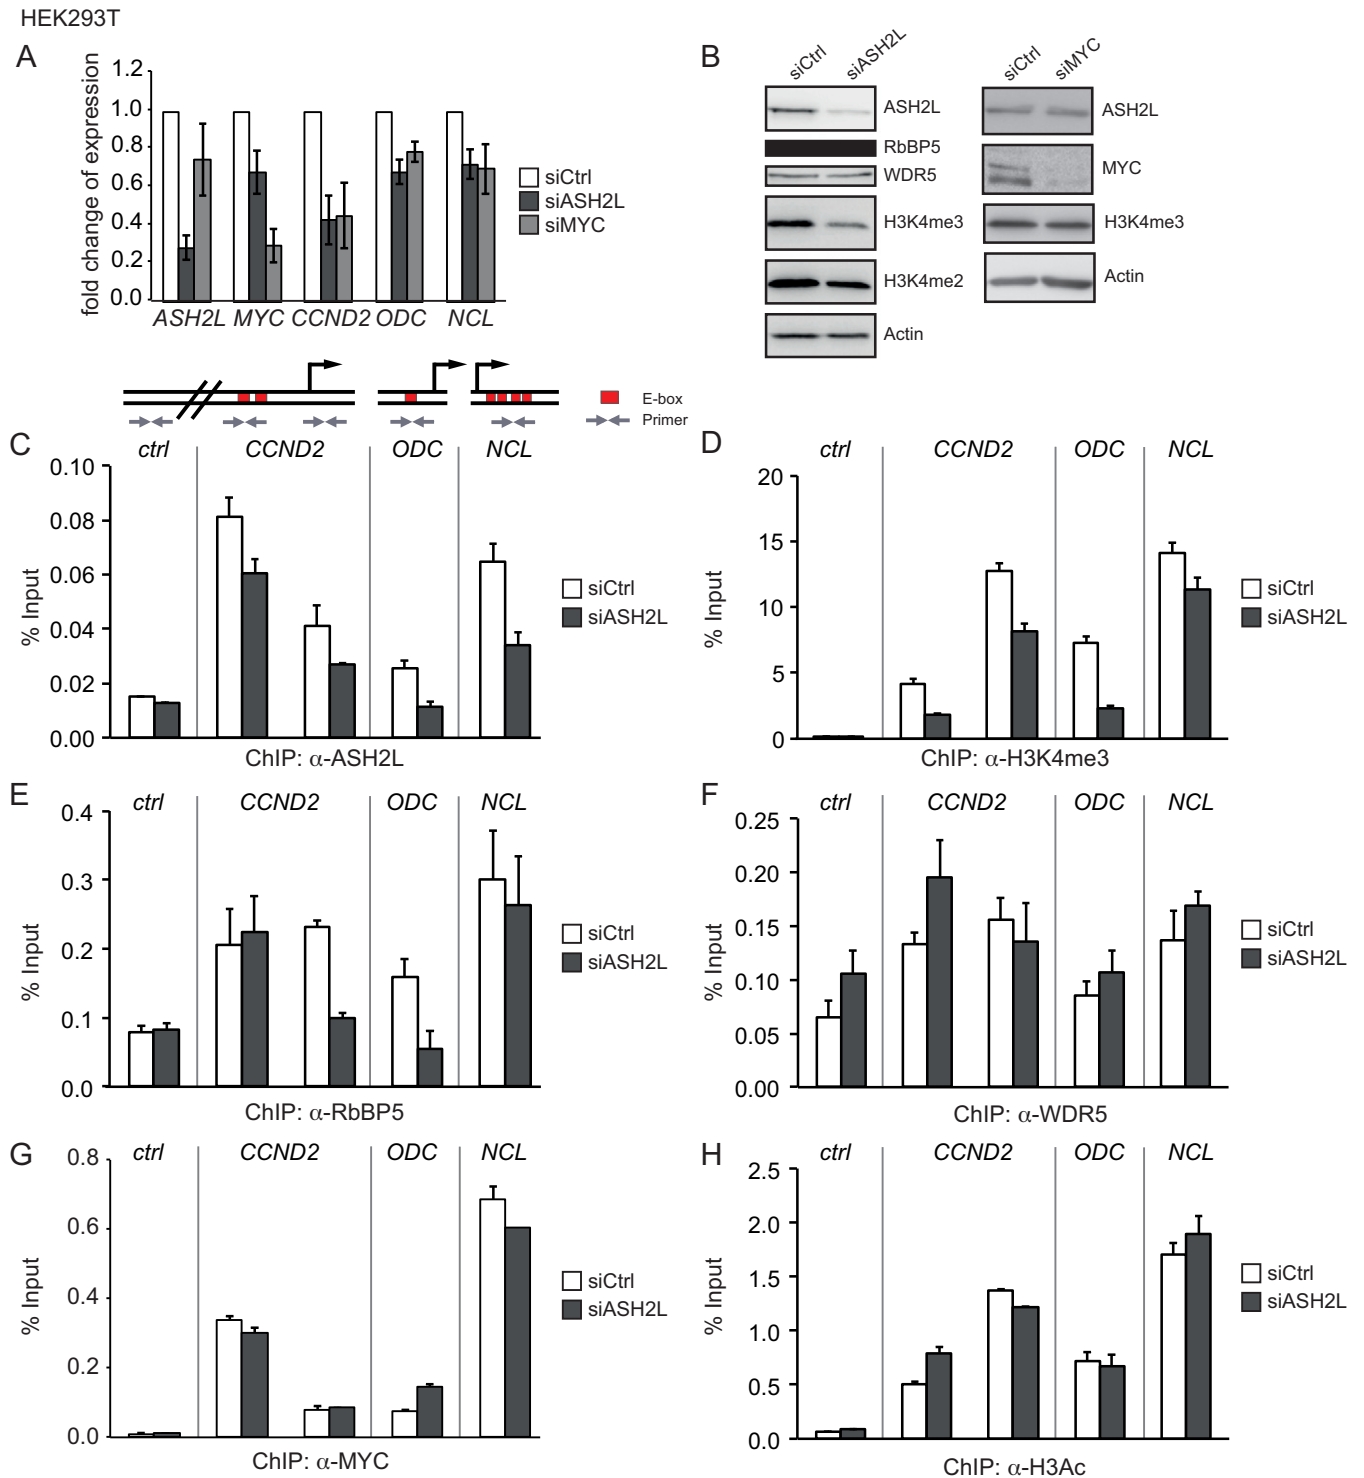 HEK293T
A
fold change of expression
1.2
1.0
0.8
0.6
0.4
0.2
0.0
ASH2L MYC CCND2 ODC NCL
siCtrl
siASH2L
siMYC
B
siCtrl siASH2L
ASH2L
RbBP5
WDR5
H3K4me3
H3K4me2
Actin
siCtrl siMYC
ASH2L
MYC
H3K4me3
Actin
E-box
Primer
C
ctrl CCND2 ODC NCL
% Input
0.10
0.08
0.06
0.04
0.02
0.00
siCtrl
siASH2L
ChIP: α-ASH2L
D
ctrl CCND2 ODC NCL
% Input
20
15
10
5
0
siCtrl
siASH2L
ChIP: α-H3K4me3
E
ctrl CCND2 ODC NCL
% Input
0.4
0.3
0.2
0.1
0.0
siCtrl
siASH2L
ChIP: α-RbBP5
F
ctrl CCND2 ODC NCL
% Input
0.25
0.20
0.15
0.10
0.05
0.00
siCtrl
siASH2L
ChIP: α-WDR5
G
ctrl CCND2 ODC NCL
% Input
0.8
0.6
0.4
0.2
0.0
siCtrl
siASH2L
ChIP: α-MYC
H
ctrl CCND2 ODC NCL
% Input
2.5
2.0
1.5
1.0
0.5
0.0
siCtrl
siASH2L
ChIP: α-H3Ac